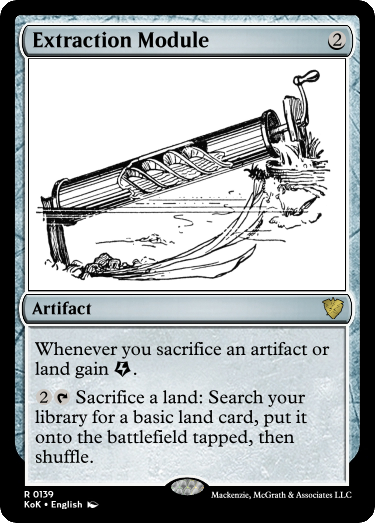 Extraction Module 2
Artifact
Whenever you sacrifice an artifact or
land gain .
2 Sacrifice a land: Search your
library for a basic land card, put it
onto the battlefield tapped, then
shuffle.
R 0139
KoK • English
Mackenzie, McGrath & Associates LLC